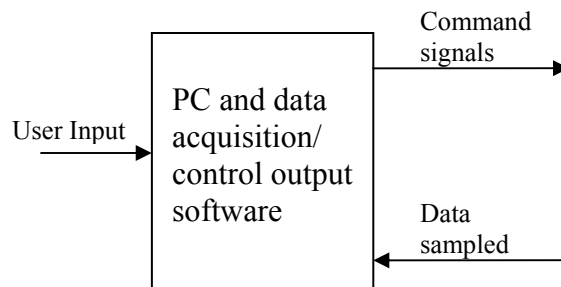 Command
signals
User Input
PC and data
acquisition/
control output
software
Data
sampled